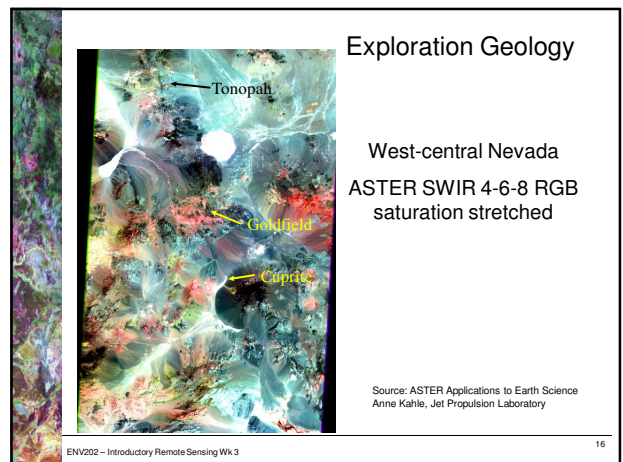 Exploration Geology
Tonopah
Goldfield
Cuprite
West-central Nevada
ASTER SWIR 4-6-8 RGB
saturation stretched
Source: ASTER Applications to Earth Science
Anne Kahle, Jet Propulsion Laboratory
ENV202 – Introductory Remote Sensing Wk 3
16